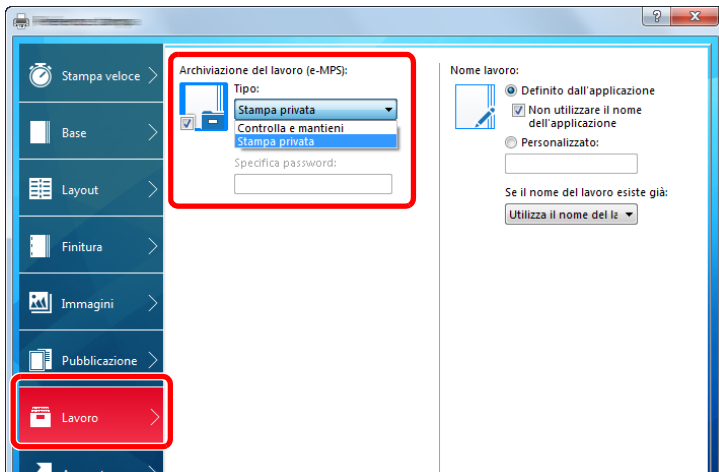 Stampa veloce
Base
Layout
Finitura
Immagini
Pubblicazione
Lavoro
Archiviazione del lavoro (e-MPS):
Tipo:
Stampa privata
Controlla e mantieni
Stampa privata
Specifica password:
Nome lavoro:
Definito dall'applicazione
Non utilizzare il nome
dell'applicazione
Personalizzato:
Se il nome del lavoro esiste già:
Utilizza il nome del la